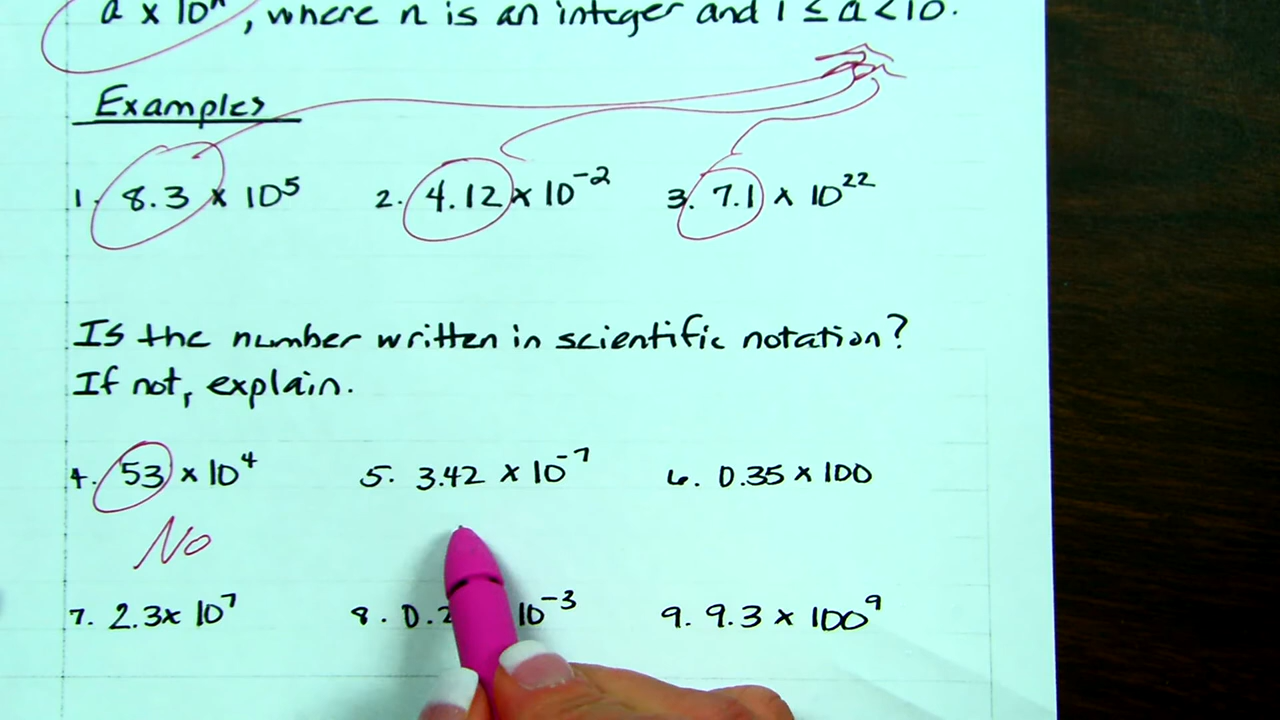 a x 10ⁿ, where n is an integer and 1 ≤ a < 10.
Examples
1. 8.3 x 10⁵ 2. 4.12 x 10⁻² 3. 7.1 x 10²²
Is the number written in scientific notation?
If not, explain.
4. 53 x 10⁴ 5. 3.42 x 10⁻⁷ 6. 0.35 x 100
No
7. 2.3 x 10⁷ 8. 10⁻³ 9. 9.3 x 100⁹